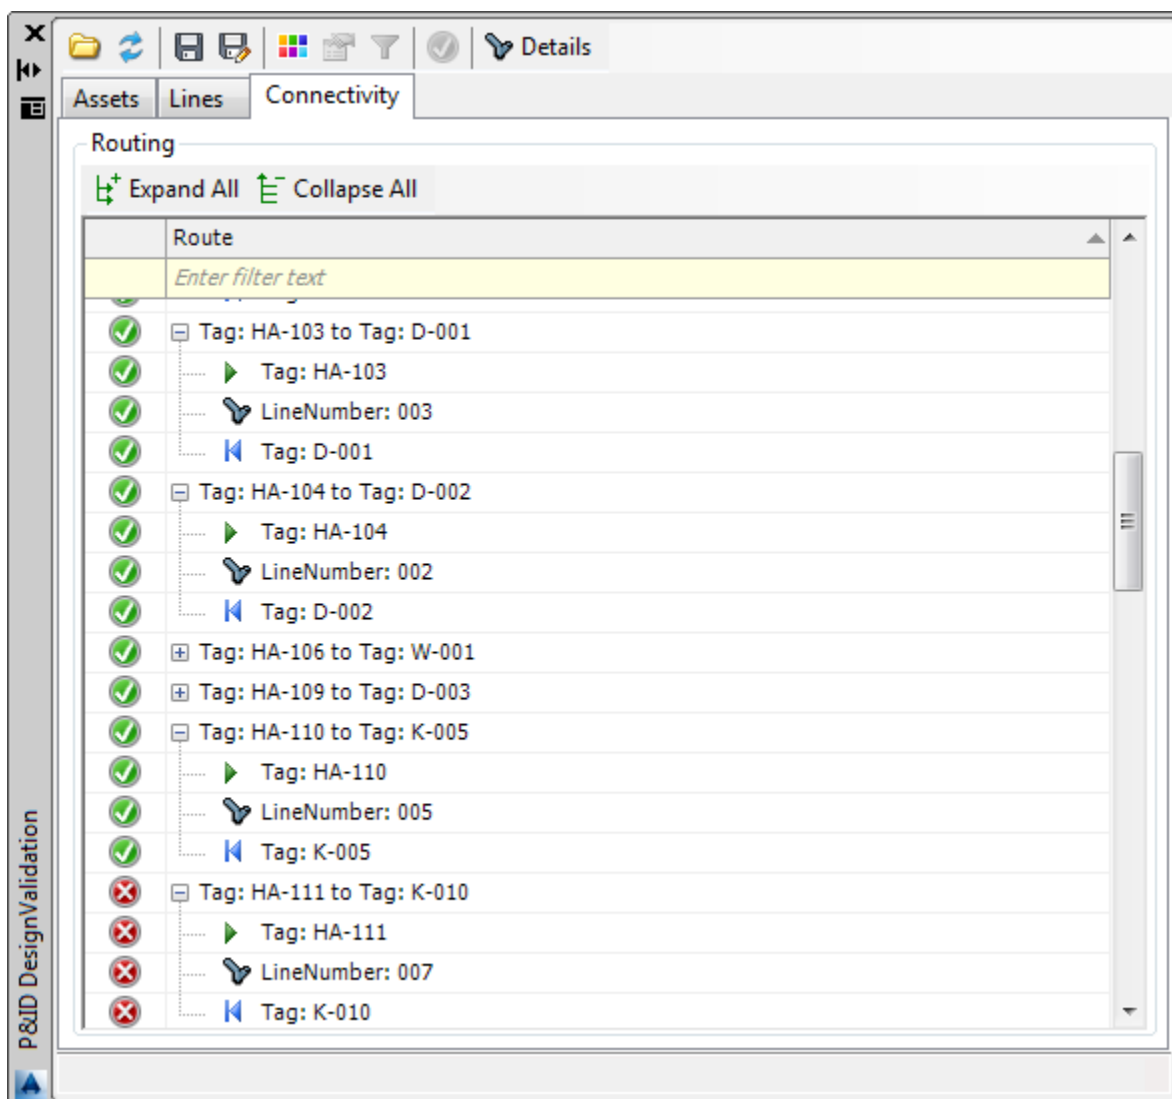 Details
Assets Lines Connectivity
Routing
Expand All Collapse All
Route
Enter filter text
Tag: HA-103 to Tag: D-001
Tag: HA-103
LineNumber: 003
Tag: D-001
Tag: HA-104 to Tag: D-002
Tag: HA-104
LineNumber: 002
Tag: D-002
Tag: HA-106 to Tag: W-001
Tag: HA-109 to Tag: D-003
Tag: HA-110 to Tag: K-005
Tag: HA-110
LineNumber: 005
Tag: K-005
Tag: HA-111 to Tag: K-010
Tag: HA-111
LineNumber: 007
Tag: K-010
P&ID DesignValidation